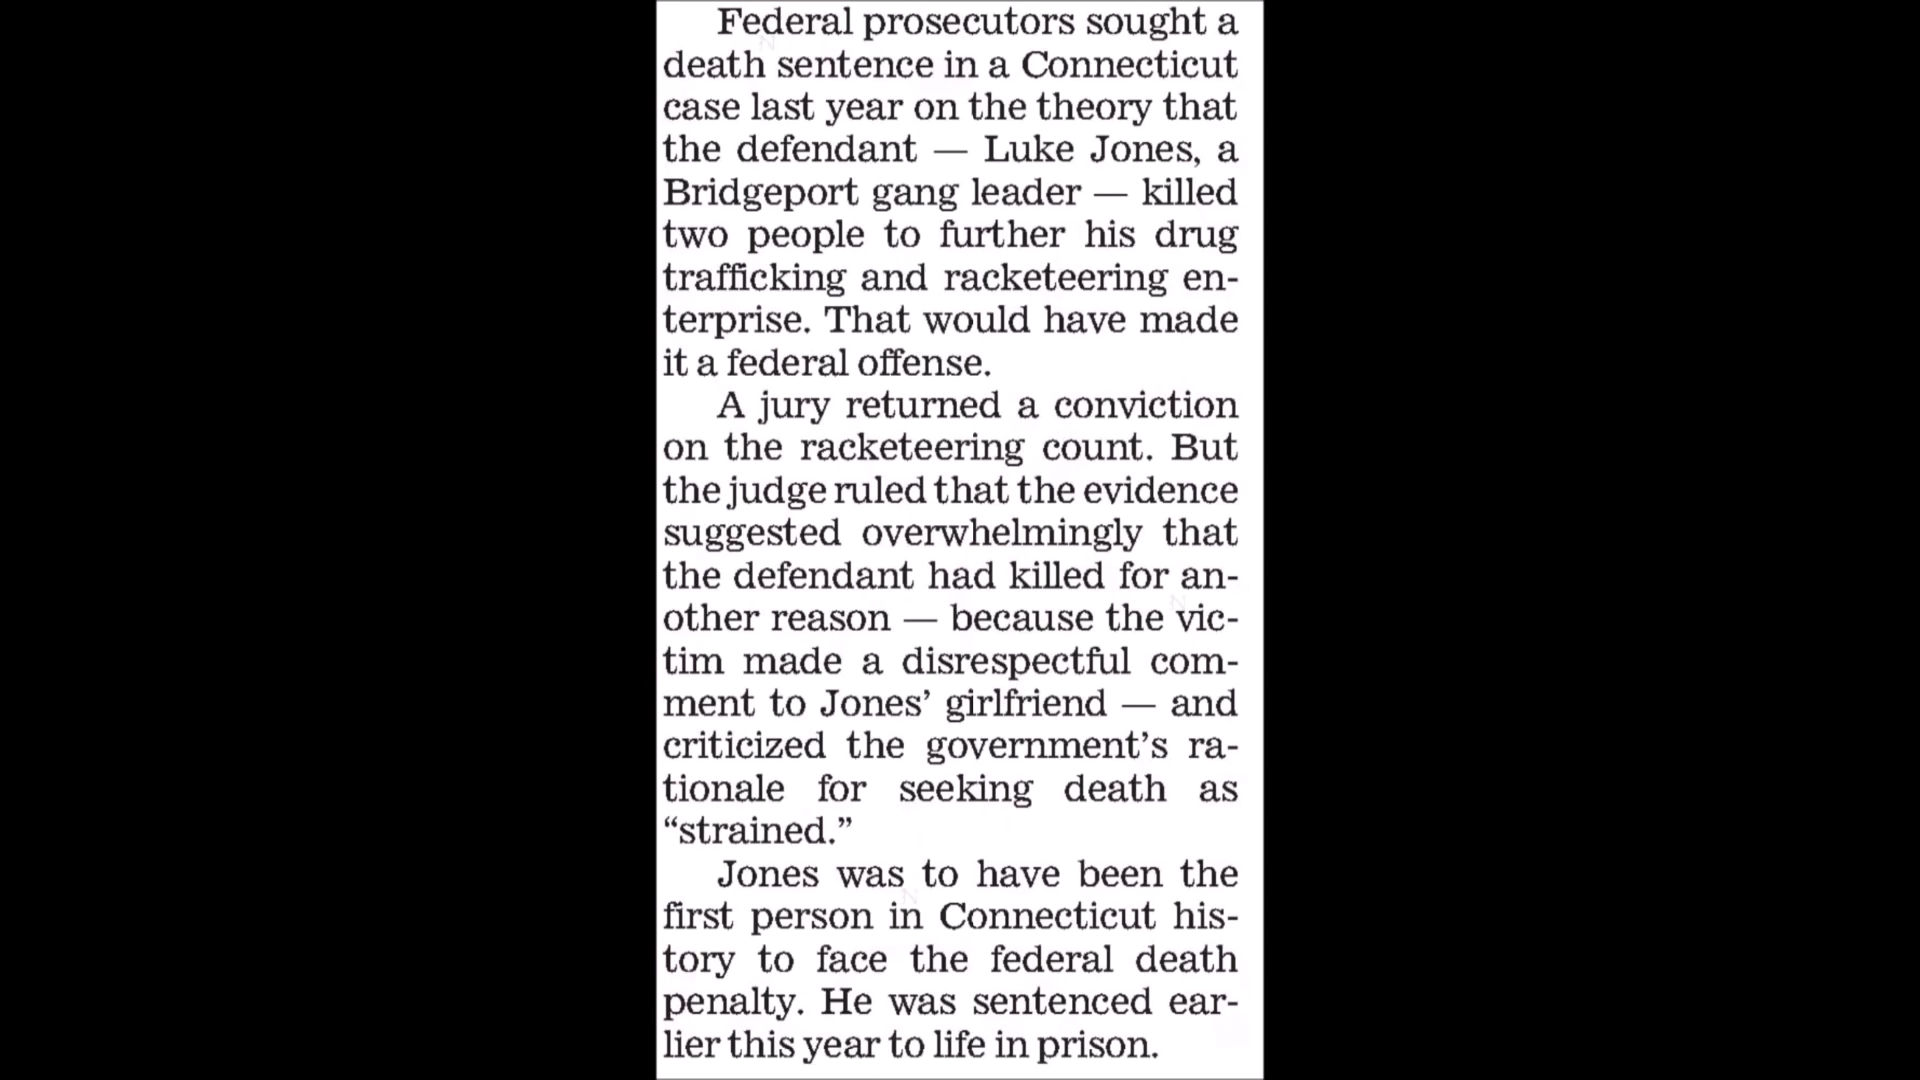 Federal prosecutors sought a
death sentence in a Connecticut
case last year on the theory that
the defendant — Luke Jones, a
Bridgeport gang leader — killed
two people to further his drug
trafficking and racketeering en-
terprise. That would have made
it a federal offense.
A jury returned a conviction
on the racketeering count. But
the judge ruled that the evidence
suggested overwhelmingly that
the defendant had killed for an-
other reason — because the vic-
tim made a disrespectful com-
ment to Jones’ girlfriend — and
criticized the government’s ra-
tionale for seeking death as
“strained.”
Jones was to have been the
first person in Connecticut his-
tory to face the federal death
penalty. He was sentenced ear-
lier this year to life in prison.